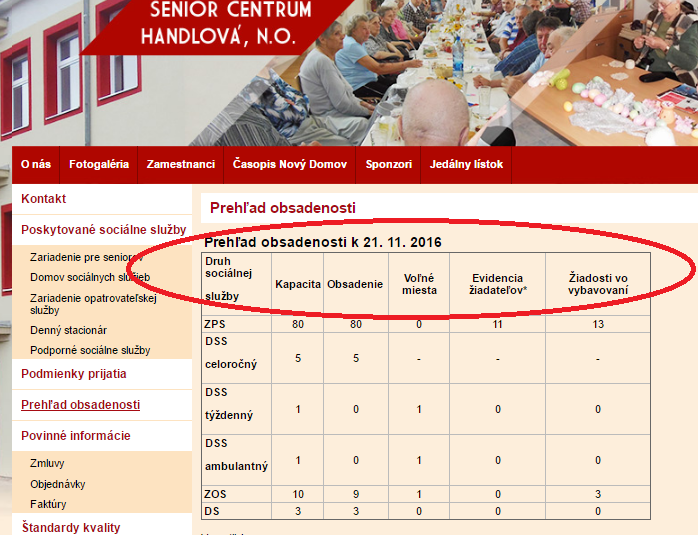 SENIOR CENTRUM
HANDLOVÁ, N.O.
O nás Fotogaléria Zamestnanci Časopis Nový Domov Sponzori Jedálny lístok
Kontakt
Poskytované sociálne služby
Zariadenie pre seniorov
Domov sociálnych služieb
Zariadenie opatrovateľskej
služby
Denný stacionár
Podporné sociálne služby
Podmienky prijatia
Prehľad obsadenosti
Povinné informácie
Zmluvy
Objednávky
Faktúry
Štandardy kvality
Prehľad obsadenosti
Prehľad obsadenosti k 21. 11. 2016
Druh sociálnej služby Kapacita Obsadenie Voľné miesta Evidencia žiadateľov* Žiadosti vo vybavovaní
ZPS 80 80 0 11 13
DSS celoročný 5 5 - - -
DSS týždenný 1 0 1 0 0
DSS ambulantný 1 0 1 0 0
ZOS 10 9 1 0 3
DS 3 3 0 0 0